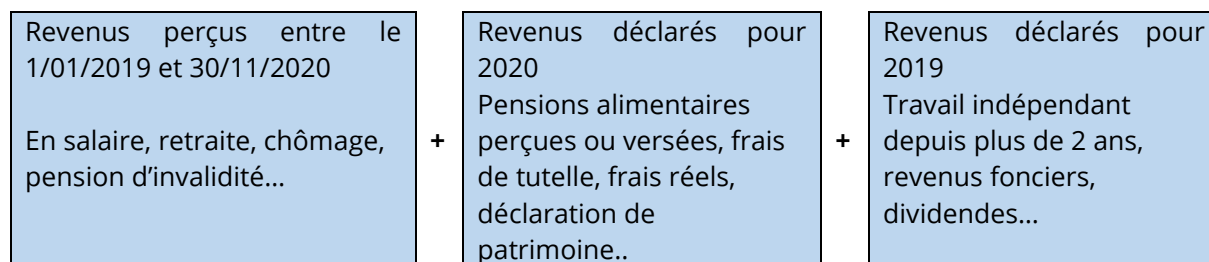 Revenus perçus entre le
1/01/2019 et 30/11/2020
En salaire, retraite, chômage,
pension d’invalidité…
+
Revenus déclarés pour
2020
Pensions alimentaires
perçues ou versées, frais
de tutelle, frais réels,
déclaration de
patrimoine..
+
Revenus déclarés pour
2019
Travail indépendant
depuis plus de 2 ans,
revenus fonciers,
dividendes…